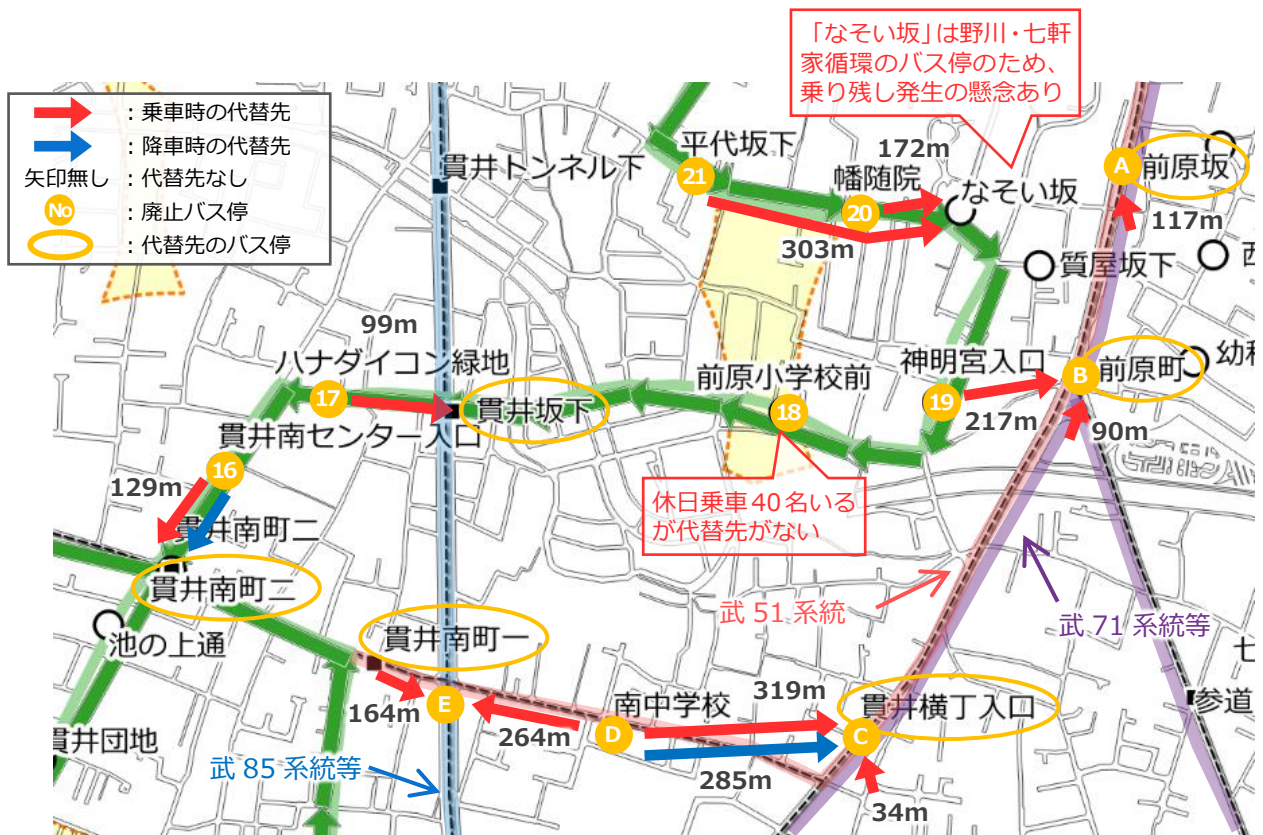 「なそい坂」は野川・七軒
家循環のバス停のため、
乗り残し発生の懸念あり
：乗車時の代替先
：降車時の代替先
矢印無し ：代替先なし
No ：廃止バス停
：代替先のバス停
平代坂下
172m
貫井トンネル下
21
幡随院
20
なそい坂
A 前原坂
117m
303m
質屋坂下
西
99m
ハナダイコン緑地
17
貫井坂下
前原小学校前
18
神明宮入口
19
217m
B 前原町
幼稚
90m
貫井南センター入口
16
129m
休日乗車40名いる
が代替先がない
貫井南町二
貫井南町二
池の上通
武 51 系統
武 71 系統等
七
貫井南町一
164m
E
264m
南中学校
D
319m
285m
貫井横丁入口
C
34m
参道
貫井団地
武 85 系統等